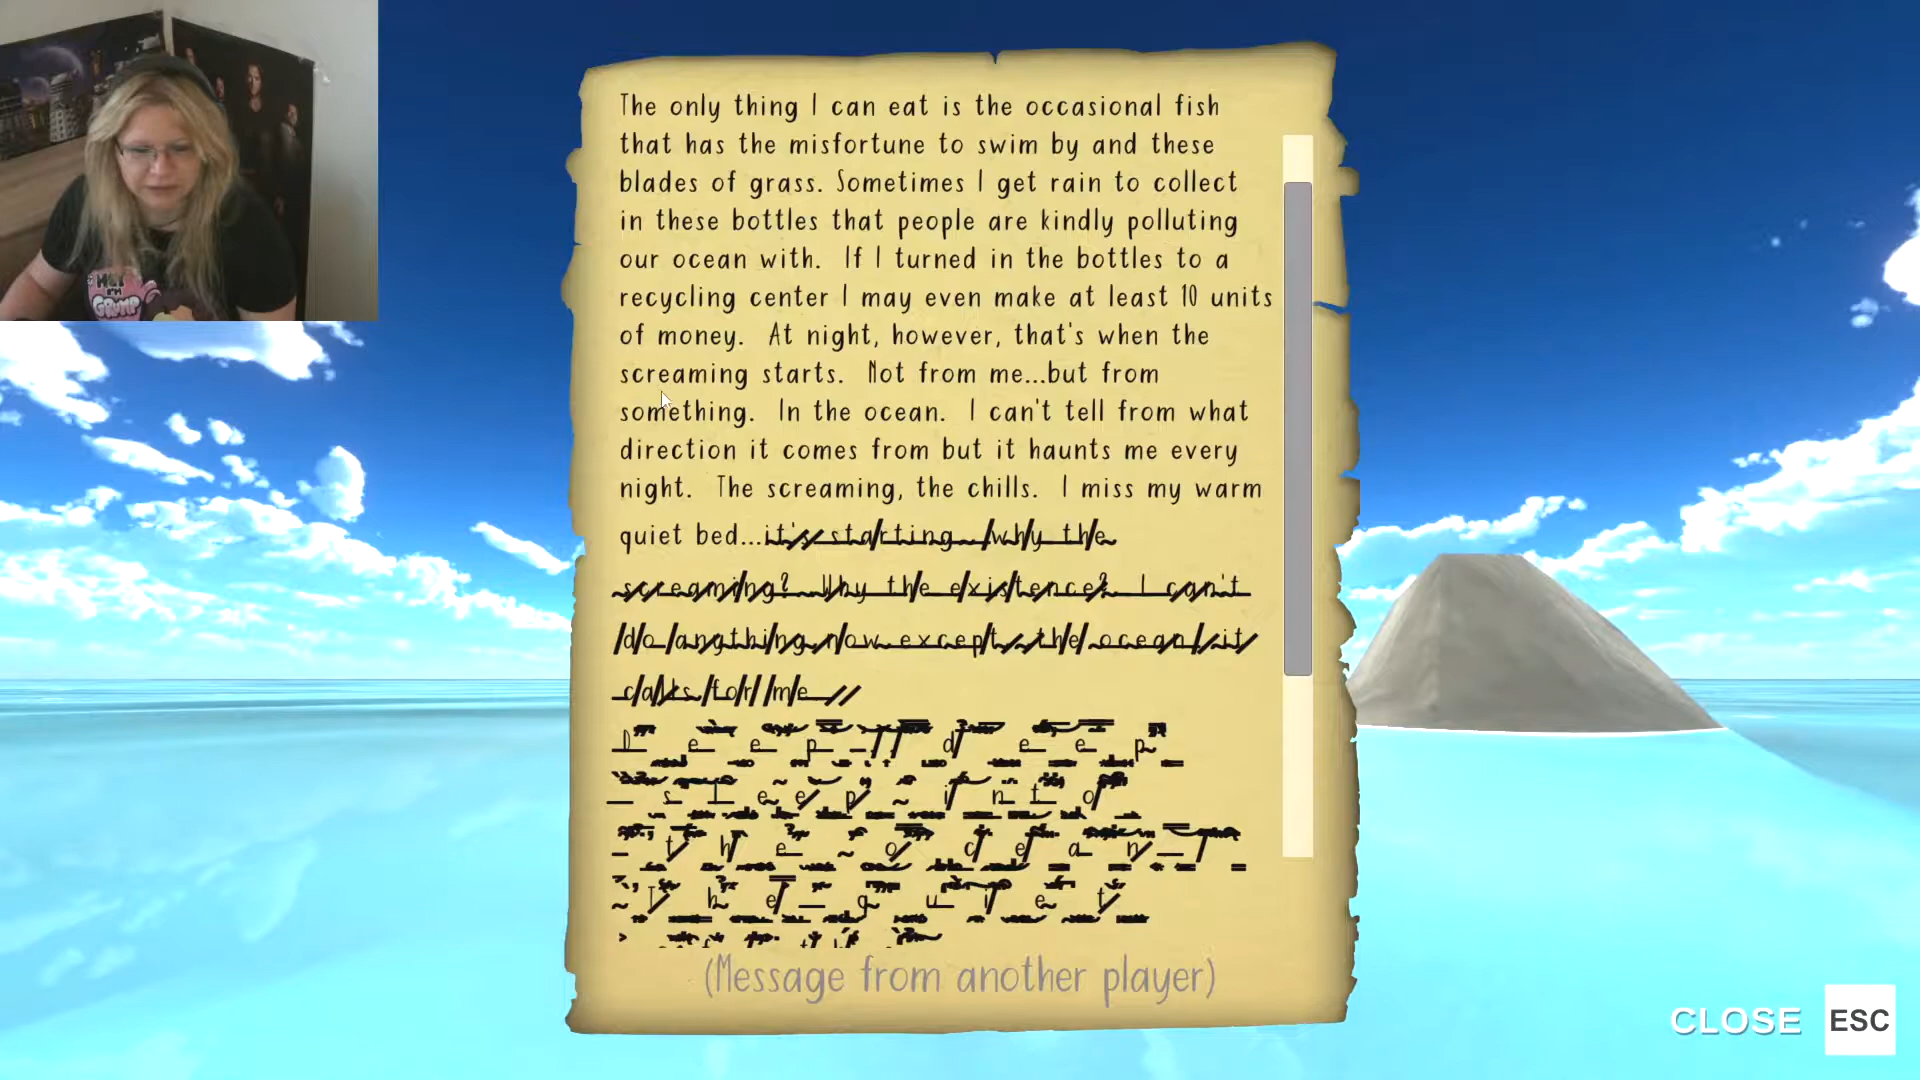 HEY
I'M
GRUMP
The only thing I can eat is the occasional fish
that has the misfortune to swim by and these
blades of grass. Sometimes I get rain to collect
in these bottles that people are kindly polluting
our ocean with. If I turned in the bottles to a
recycling center I may even make at least 10 units
of money. At night, however, that's when the
screaming starts. Not from me...but from
something. In the ocean. I can't tell from what
direction it comes from but it haunts me every
night. The screaming, the chills. I miss my warm
quiet bed...it's starting why the
screaming? Why the existence? I can't
do anything now except the ocean it
calls for me
D e e p d e e p
s l e e p i n t o
t h e o c e a n
T h e q u i e t
(Message from another player)
CLOSE ESC